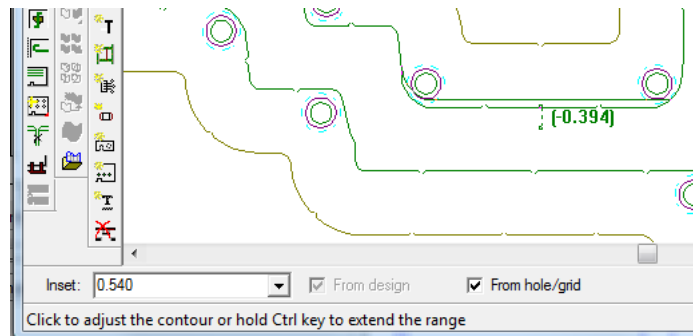 T
(-0.394)
T
Inset: 0.540 From design From hole/grid
Click to adjust the contour or hold Ctrl key to extend the range